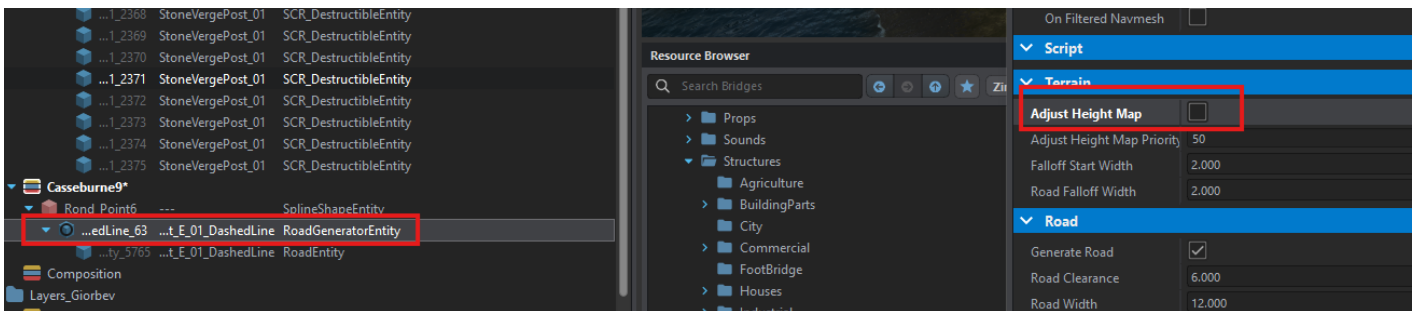 ...1_2368 StoneVergePost_01 SCR_DestructibleEntity
...1_2369 StoneVergePost_01 SCR_DestructibleEntity
...1_2370 StoneVergePost_01 SCR_DestructibleEntity
...1_2371 StoneVergePost_01 SCR_DestructibleEntity
...1_2372 StoneVergePost_01 SCR_DestructibleEntity
...1_2373 StoneVergePost_01 SCR_DestructibleEntity
...1_2374 StoneVergePost_01 SCR_DestructibleEntity
...1_2375 StoneVergePost_01 SCR_DestructibleEntity
Casseburne9*
Rond_Point6 --- SplineShapeEntity
...edLine_63 ...t_E_01_DashedLine RoadGeneratorEntity
...ty_5765 ...t_E_01_DashedLine RoadEntity
Composition
Layers_Giorbev
Resource Browser
Search Bridges
Props
Sounds
Structures
Agriculture
BuildingParts
City
Commercial
FootBridge
Houses
On Filtered Navmesh
Script
Terrain
Adjust Height Map
Adjust Height Map Priority 50
Falloff Start Width 2.000
Road Falloff Width 2.000
Road
Generate Road
Road Clearance 6.000
Road Width 12.000